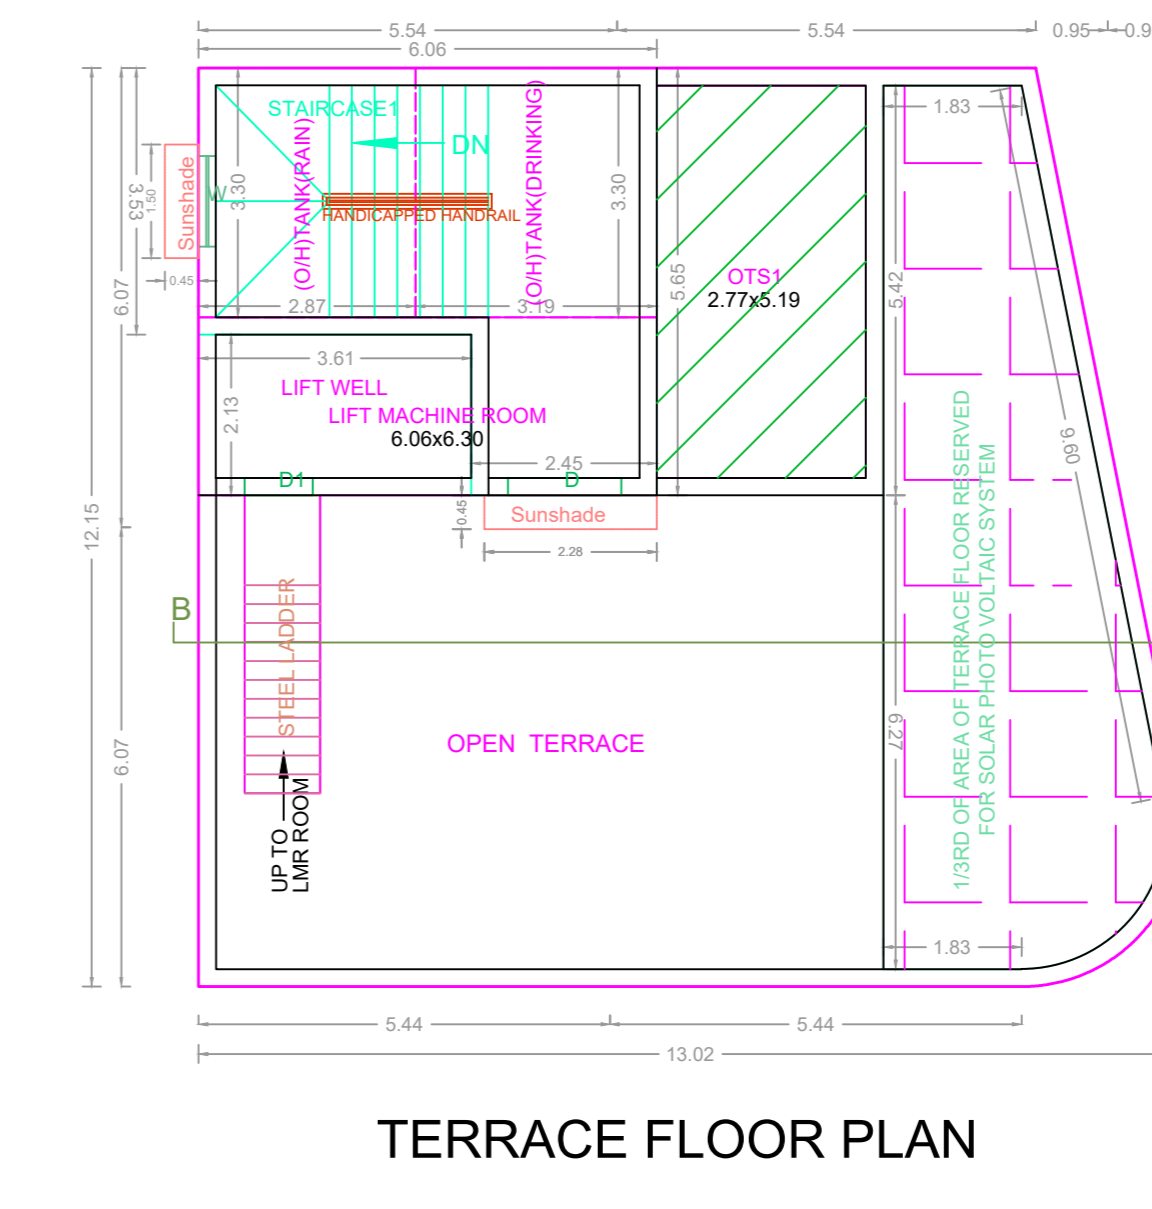 5.54
5.54
0.95
0.9
6.06
1.83
STAIRCASE1
DN
(O/H)TANK(RAIN)
(O/H)TANK(DRINKING)
HANDICAPPED HANDRAIL
W
Sunshade
1.50
3.53
3.30
3.30
0.45
6.07
2.87
3.19
5.65
OTS1
2.77x5.19
5.42
3.61
LIFT WELL
LIFT MACHINE ROOM
6.06x6.30
2.13
2.45
D1
D
0.45
Sunshade
2.28
12.15
9.60
1/3RD OF AREA OF TERRACE FLOOR RESERVED
FOR SOLAR PHOTO VOLTAIC SYSTEM
B
STEEL LADDER
UP TO
LMR ROOM
OPEN TERRACE
6.07
6.27
1.83
5.44
5.44
13.02
TERRACE FLOOR PLAN